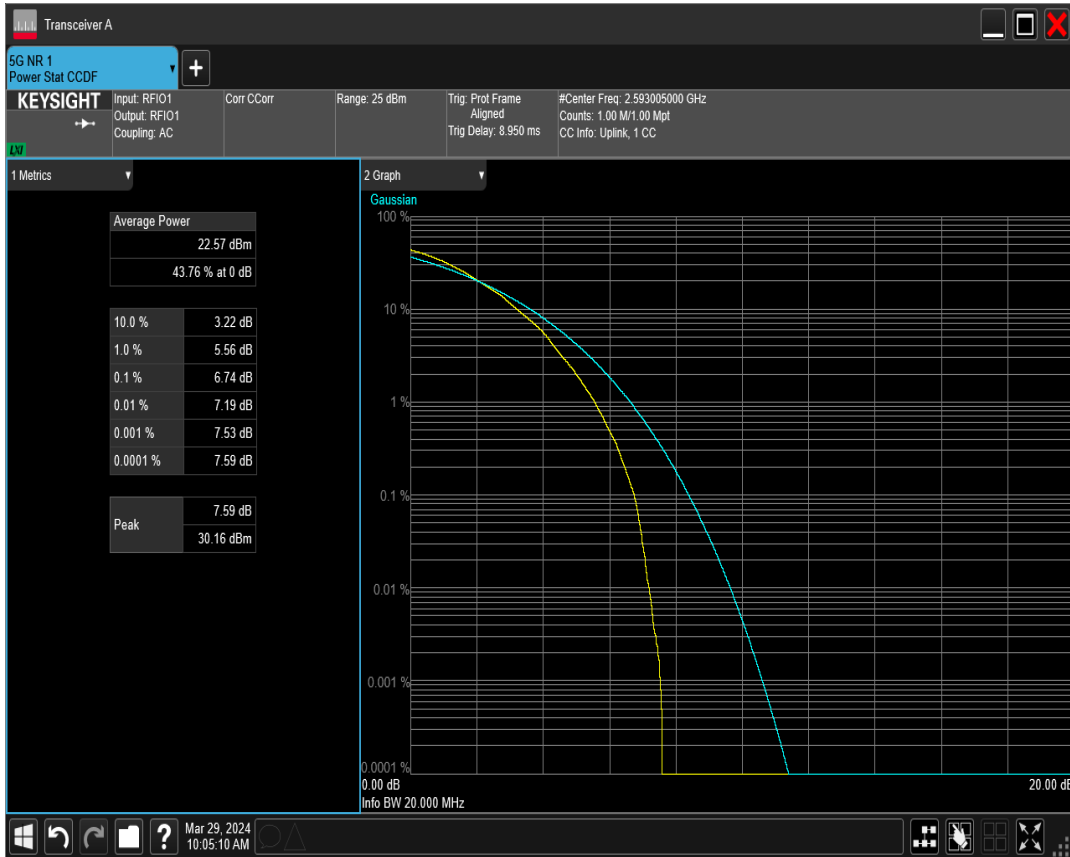 Transceiver A
5G NR 1
Power Stat CCDF
+
KEYSIGHT
LXI
Input: RFIO1
Output: RFIO1
Coupling: AC
Corr CCorr
Range: 25 dBm
Trig: Prot Frame
Aligned
Trig Delay: 8.950 ms
#Center Freq: 2.593005000 GHz
Counts: 1.00 M/1.00 Mpt
CC Info: Uplink, 1 CC
1 Metrics
Average Power
22.57 dBm
43.76 % at 0 dB
10.0 % 3.22 dB
1.0 % 5.56 dB
0.1 % 6.74 dB
0.01 % 7.19 dB
0.001 % 7.53 dB
0.0001 % 7.59 dB
Peak
7.59 dB
30.16 dBm
2 Graph
Gaussian
100 %
10 %
1 %
0.1 %
0.01 %
0.001 %
0.0001 %
0.00 dB 20.00 dB
Info BW 20.000 MHz
?
Mar 29, 2024
10:05:10 AM